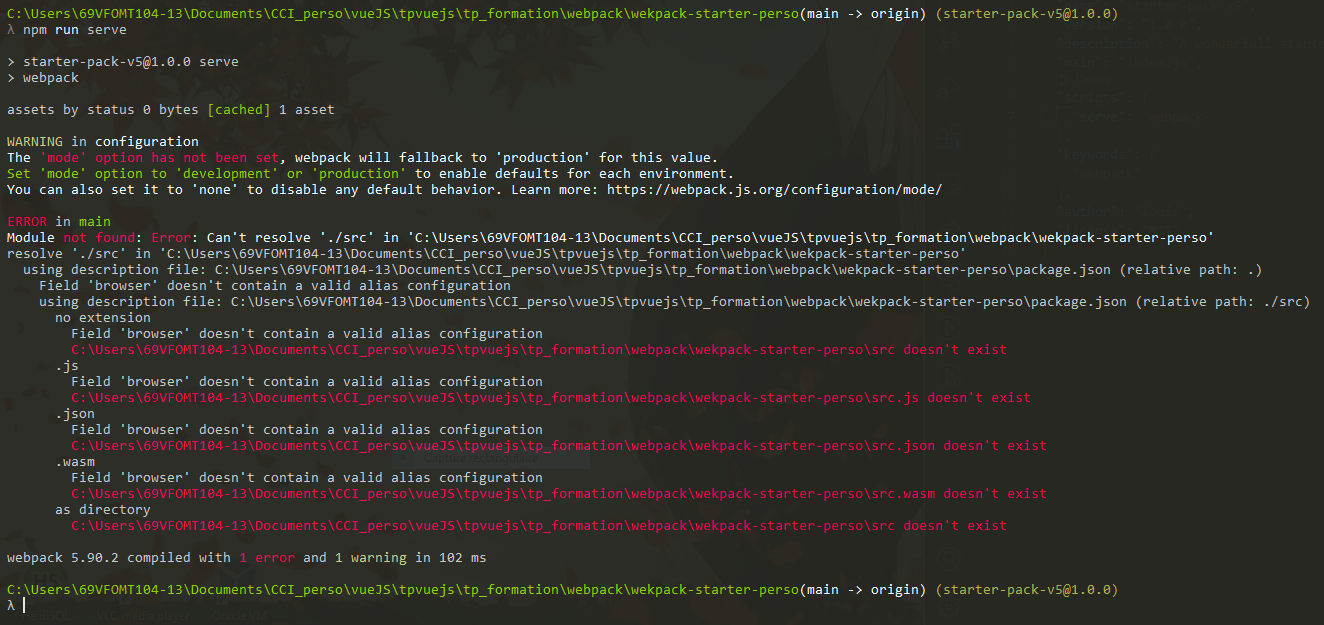 C:\Users\69VFOMT104-13\Documents\CCI_perso\vueJS\tpvuejs\tp_formation\webpack\wekpack-starter-perso(main -> origin) (starter-pack-v5@1.0.0)
λ npm run serve
> starter-pack-v5@1.0.0 serve
> webpack
assets by status 0 bytes [cached] 1 asset
WARNING in configuration
The 'mode' option has not been set, webpack will fallback to 'production' for this value.
Set 'mode' option to 'development' or 'production' to enable defaults for each environment.
You can also set it to 'none' to disable any default behavior. Learn more: https://webpack.js.org/configuration/mode/
ERROR in main
Module not found: Error: Can't resolve './src' in 'C:\Users\69VFOMT104-13\Documents\CCI_perso\vueJS\tpvuejs\tp_formation\webpack\wekpack-starter-perso'
resolve './src' in 'C:\Users\69VFOMT104-13\Documents\CCI_perso\vueJS\tpvuejs\tp_formation\webpack\wekpack-starter-perso'
using description file: C:\Users\69VFOMT104-13\Documents\CCI_perso\vueJS\tpvuejs\tp_formation\webpack\wekpack-starter-perso\package.json (relative path: .)
Field 'browser' doesn't contain a valid alias configuration
using description file: C:\Users\69VFOMT104-13\Documents\CCI_perso\vueJS\tpvuejs\tp_formation\webpack\wekpack-starter-perso\package.json (relative path: ./src)
no extension
Field 'browser' doesn't contain a valid alias configuration
C:\Users\69VFOMT104-13\Documents\CCI_perso\vueJS\tpvuejs\tp_formation\webpack\wekpack-starter-perso\src doesn't exist
.js
Field 'browser' doesn't contain a valid alias configuration
C:\Users\69VFOMT104-13\Documents\CCI_perso\vueJS\tpvuejs\tp_formation\webpack\wekpack-starter-perso\src.js doesn't exist
.json
Field 'browser' doesn't contain a valid alias configuration
C:\Users\69VFOMT104-13\Documents\CCI_perso\vueJS\tpvuejs\tp_formation\webpack\wekpack-starter-perso\src.json doesn't exist
.wasm
Field 'browser' doesn't contain a valid alias configuration
C:\Users\69VFOMT104-13\Documents\CCI_perso\vueJS\tpvuejs\tp_formation\webpack\wekpack-starter-perso\src.wasm doesn't exist
as directory
C:\Users\69VFOMT104-13\Documents\CCI_perso\vueJS\tpvuejs\tp_formation\webpack\wekpack-starter-perso\src doesn't exist
webpack 5.90.2 compiled with 1 error and 1 warning in 102 ms
C:\Users\69VFOMT104-13\Documents\CCI_perso\vueJS\tpvuejs\tp_formation\webpack\wekpack-starter-perso(main -> origin) (starter-pack-v5@1.0.0)
λ